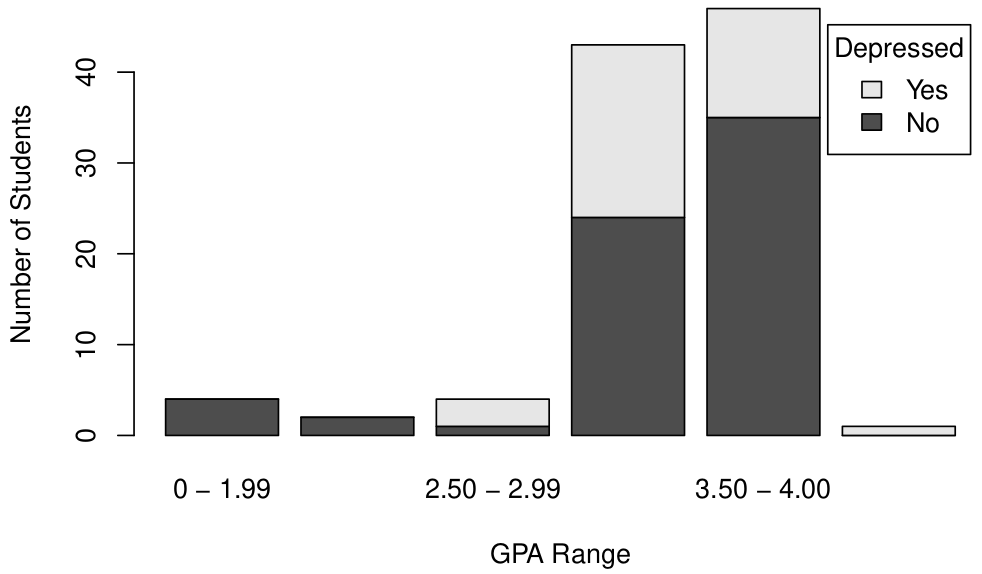 Depressed
Yes
No
Number of Students
40
30
20
10
0
0 − 1.99
2.50 − 2.99
3.50 − 4.00
GPA Range